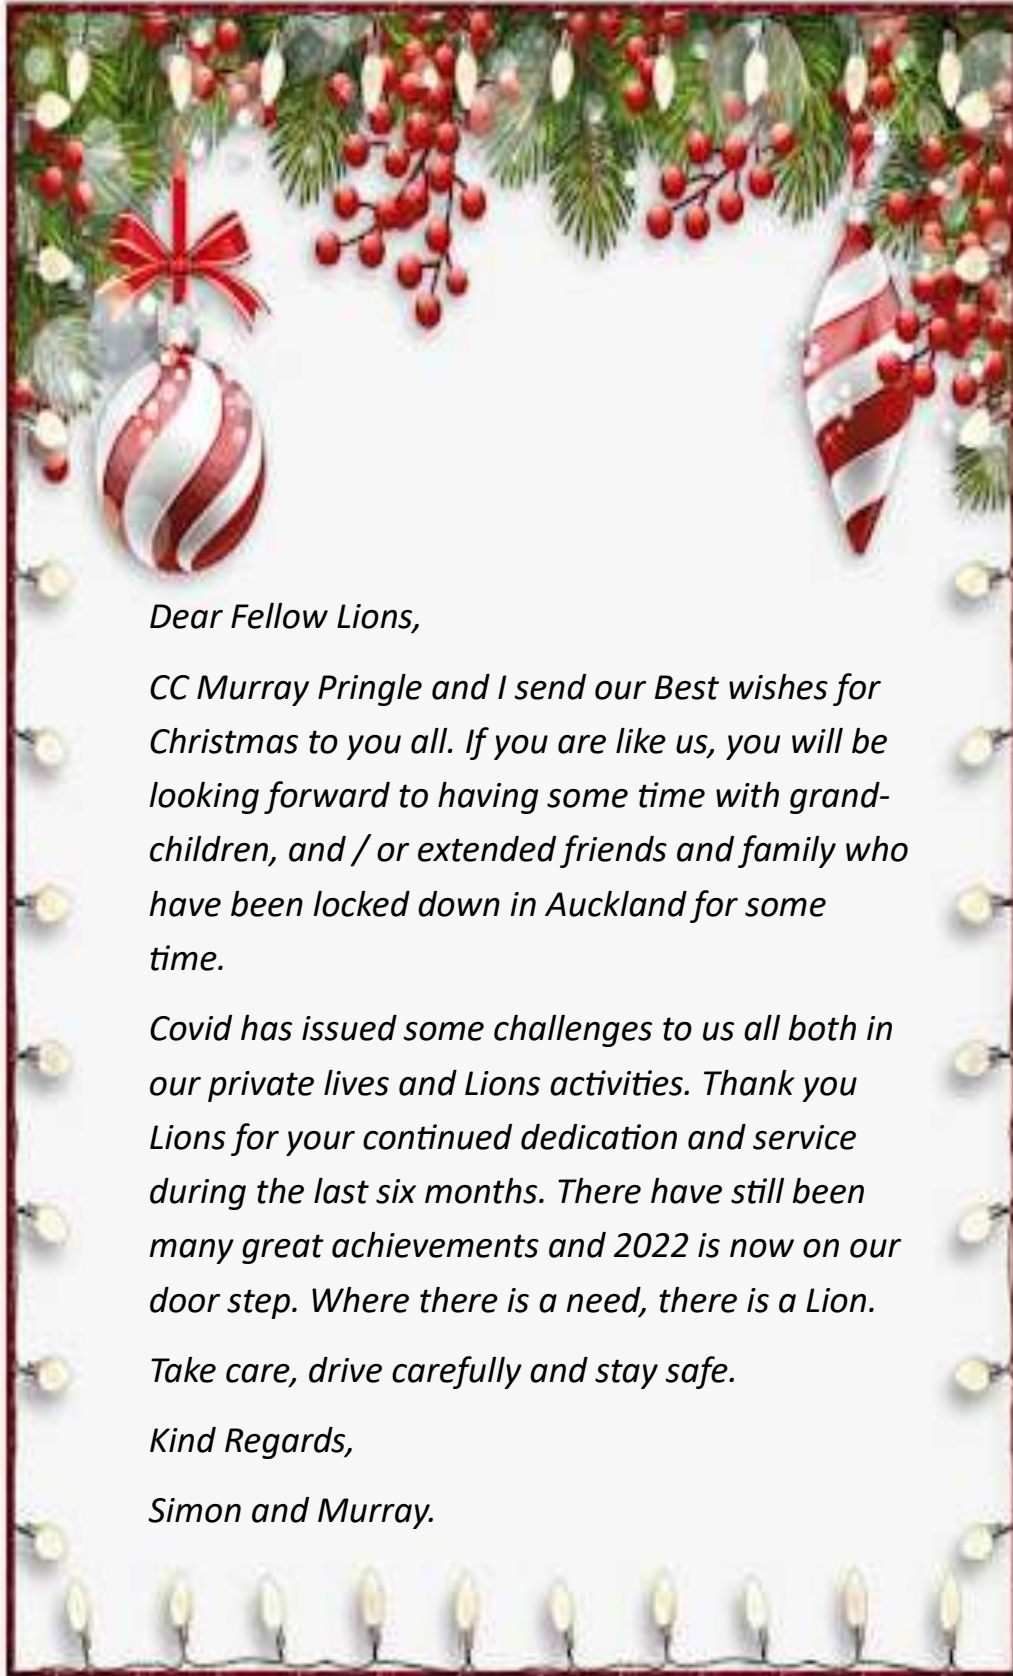 Dear Fellow Lions,
CC Murray Pringle and I send our Best wishes for
Christmas to you all. If you are like us, you will be
looking forward to having some time with grand-
children, and / or extended friends and family who
have been locked down in Auckland for some
time.
Covid has issued some challenges to us all both in
our private lives and Lions activities. Thank you
Lions for your continued dedication and service
during the last six months. There have still been
many great achievements and 2022 is now on our
door step. Where there is a need, there is a Lion.
Take care, drive carefully and stay safe.
Kind Regards,
Simon and Murray.